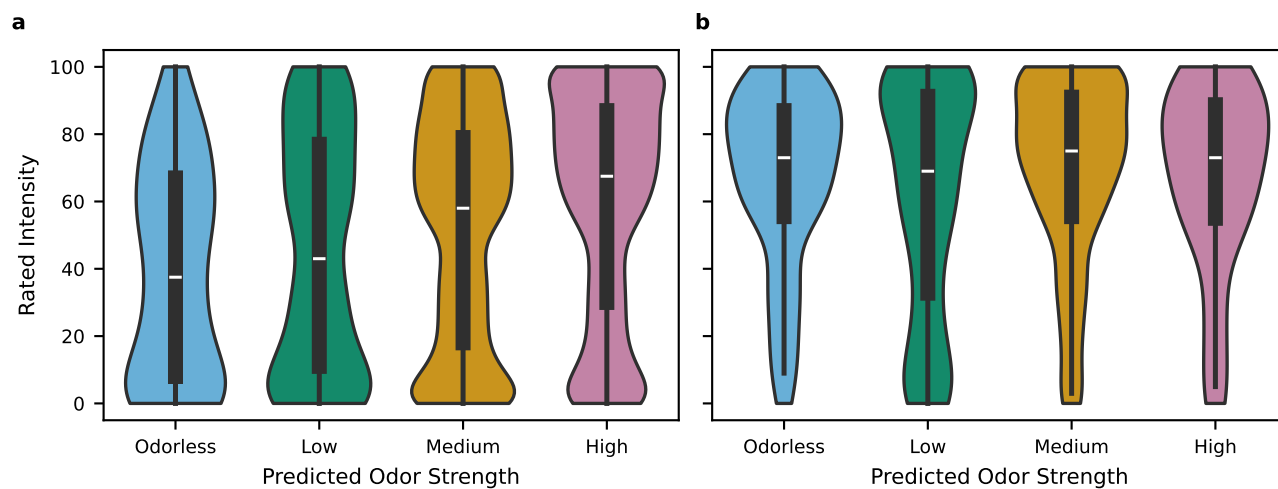 a
b
100
80
60
40
20
0
Rated Intensity
Odorless Low Medium High
Odorless Low Medium High
Predicted Odor Strength
Predicted Odor Strength